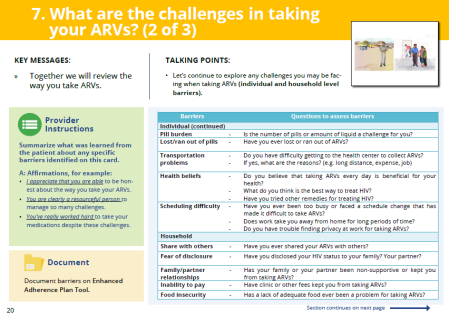 7. What are the challenges in taking
your ARVs? (2 of 3)
KEY MESSAGES:
» Together we will review the
way you take ARVs.
TALKING POINTS:
• Let's continue to explore any challenges you may be fac-
ing when taking ARVs (individual and household level
barriers).
Provider
Instructions
Summarize what was learned from
the patient about any specific
barriers identified on this card.
A: Affirmations, for example:
• I appreciate that you are able to be hon-
est about the way you take your ARVs.
• You are clearly a resourceful person to
manage so many challenges.
• You've really worked hard to take your
medications despite these challenges.
Document
Document barriers on Enhanced
Adherence Plan Tool.
Barriers Questions to assess barriers
Individual (continued)
Pill burden - Is the number of pills or amount of liquid a challenge for you?
Lost/ran out of pills - Have you ever lost or ran out of ARVs?
Transportation - Do you have difficulty getting to the health center to collect ARVs?
problems - If yes, what are the reasons? (e.g. long distance, expense, job)
Health beliefs - Do you believe that taking ARVs every day is beneficial for your
health?
- What do you think is the best way to treat HIV?
- Have you tried other remedies for treating HIV?
Scheduling difficulty - Have you ever been too busy or faced a schedule change that has
made it difficult to take ARVs?
- Does work take you away from home for long periods of time?
- Do you have trouble finding privacy at work for taking ARVs?
Household
Share with others - Have you ever shared your ARVs with others?
Fear of disclosure - Have you disclosed your HIV status to your family? Your partner?
Family/partner - Has your family or your partner been non-supportive or kept you
relationships from taking ARVs?
Inability to pay - Have clinic or other fees kept you from taking ARVs?
Food insecurity - Has a lack of adequate food ever been a problem for taking ARVs?
Section continues on next page
20